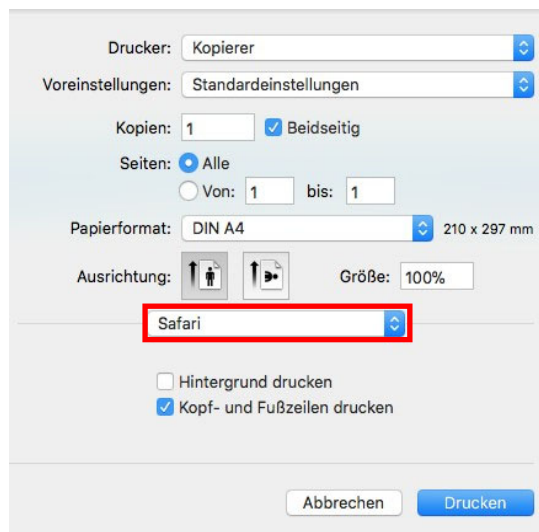 Drucker: Kopierer
Voreinstellungen: Standardeinstellungen
Kopien: 1 Beidseitig
Seiten: Alle
Von: 1 bis: 1
Papierformat: DIN A4 210 x 297 mm
Ausrichtung: Größe: 100%
Safari
Hintergrund drucken
Kopf- und Fußzeilen drucken
Abbrechen Drucken